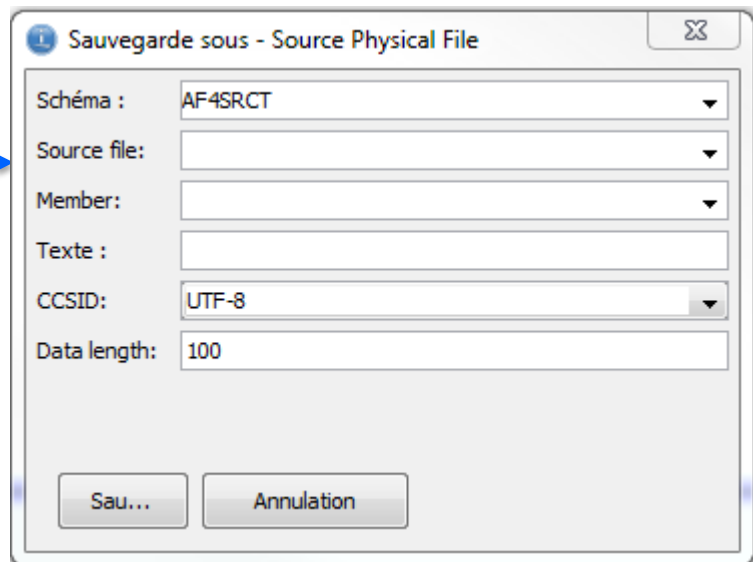 Sauvegarde sous - Source Physical File
Schéma : AF4SRCT
Source file:
Member:
Texte :
CCSID: UTF-8
Data length: 100
Sau... Annulation